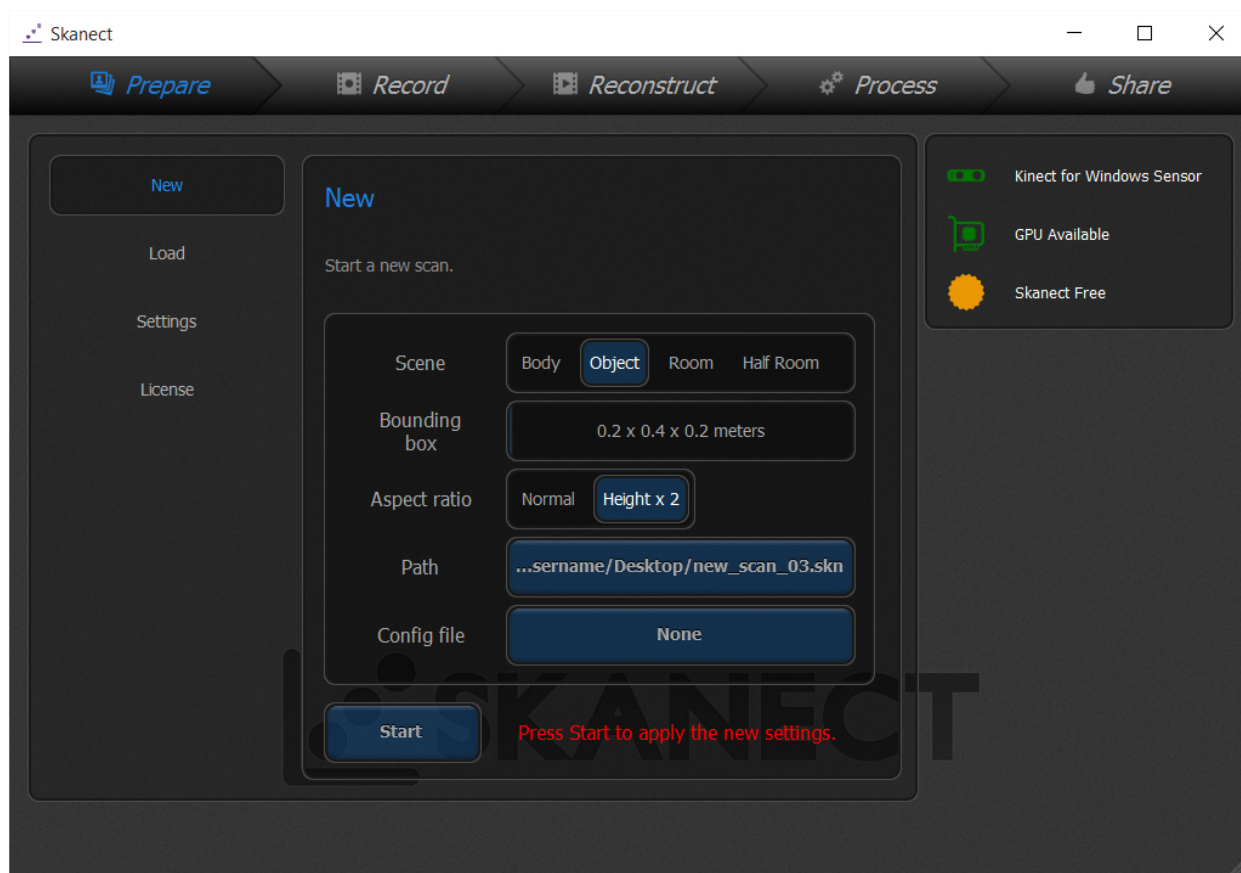 Skanect
Prepare Record Reconstruct Process Share
New
Load
Settings
License
New
Start a new scan.
Scene Body Object Room Half Room
Bounding
box
0.2 x 0.4 x 0.2 meters
Aspect ratio Normal Height x 2
Path ...sername/Desktop/new_scan_03.skn
Config file None
Start Press Start to apply the new settings.
SKANECT
Kinect for Windows Sensor
GPU Available
Skanect Free